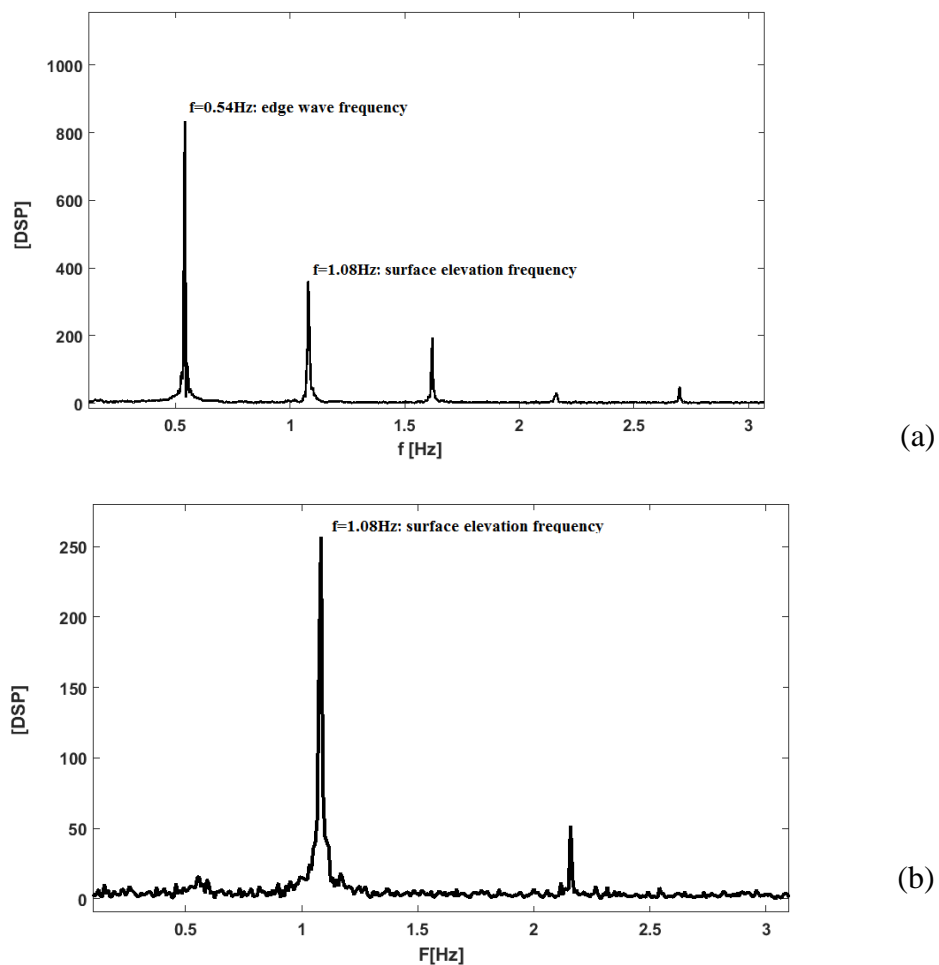 1000
800
600
400
200
0
[DSP]
f=0.54Hz: edge wave frequency
f=1.08Hz: surface elevation frequency
0.5 1 1.5 2 2.5 3
f [Hz]
(a)
250
200
150
100
50
0
[DSP]
f=1.08Hz: surface elevation frequency
0.5 1 1.5 2 2.5 3
F[Hz]
(b)